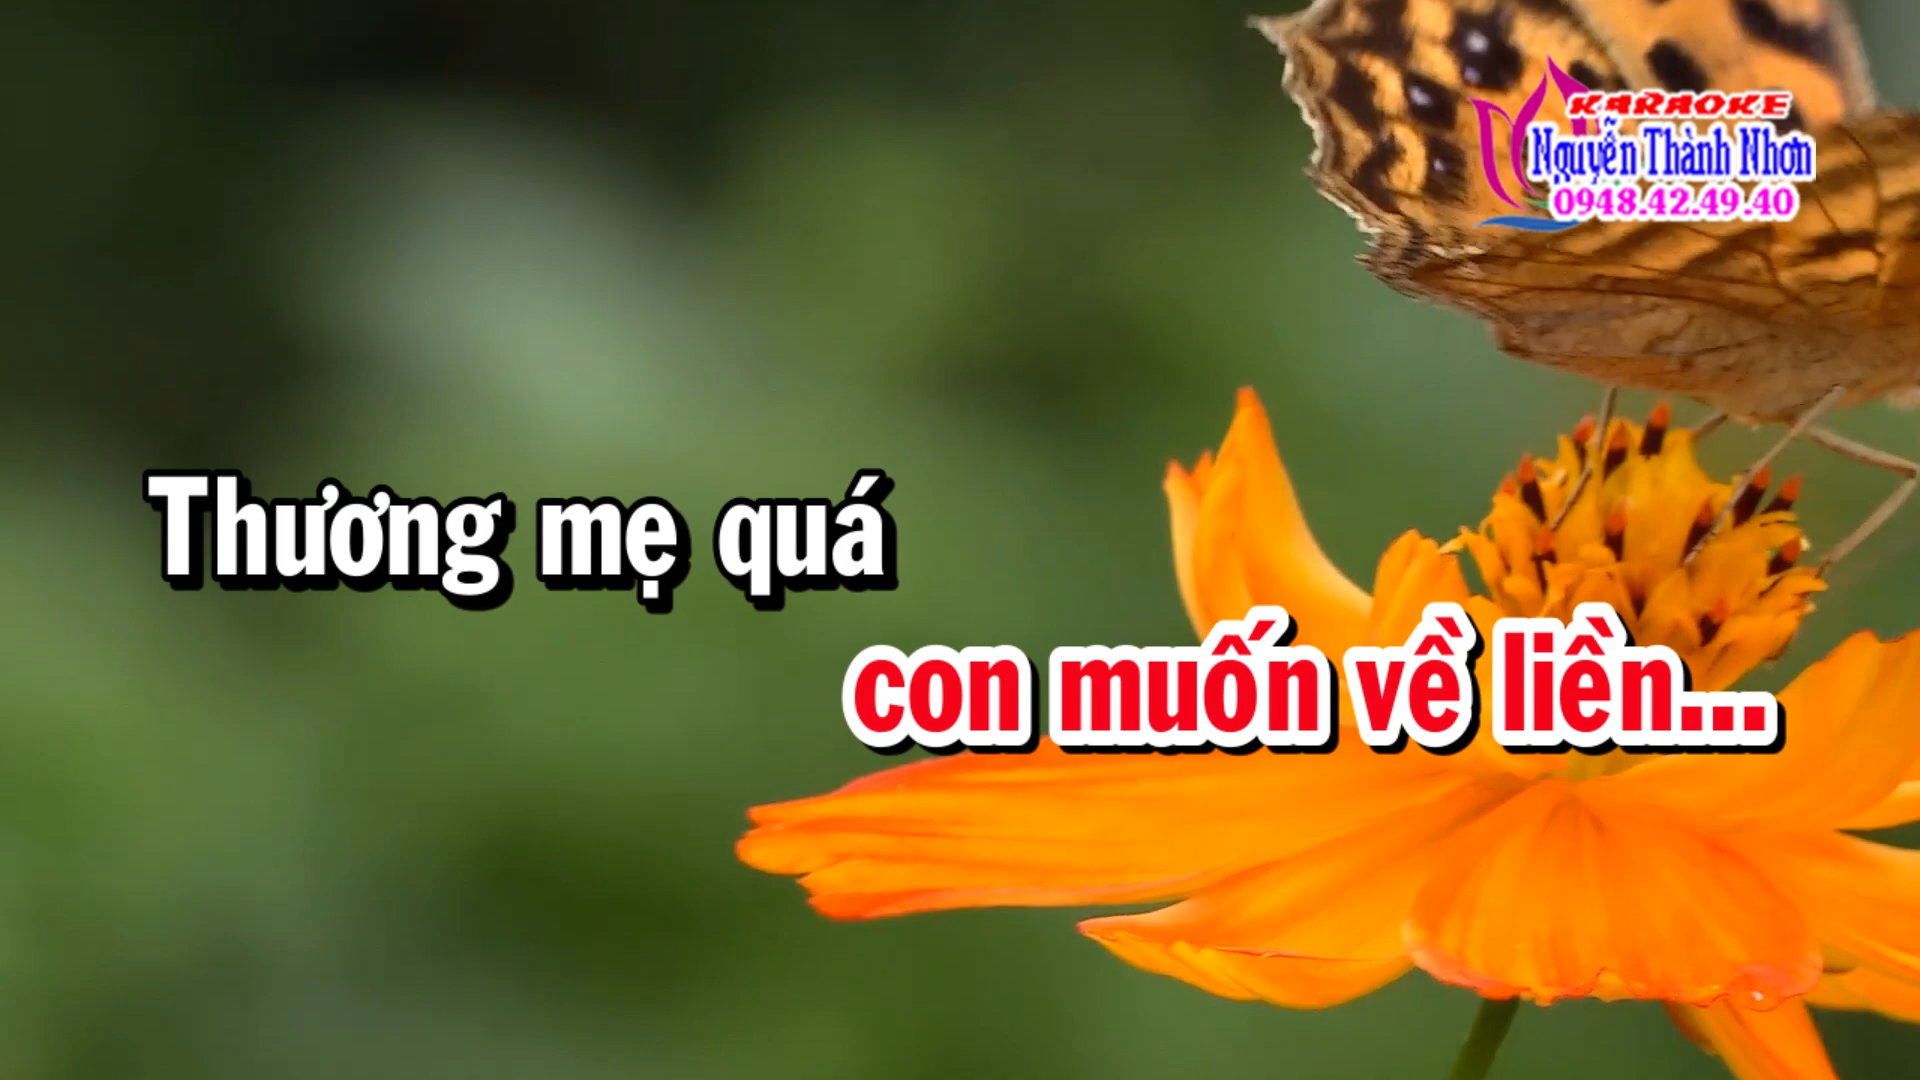 KARAOKE
Nguyễn Thành Nhơn
0948.42.49.40
Thương mẹ quá
con muốn về liền...